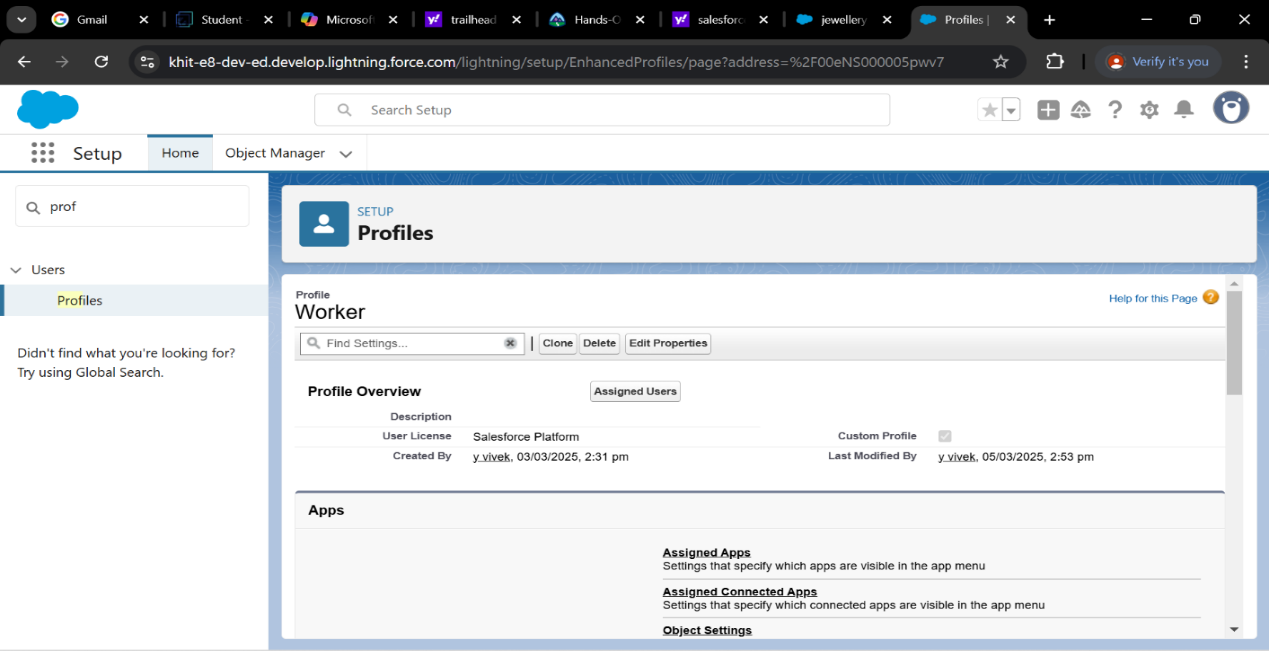 Gmail
Student -
Microsoft
trailhead
Hands-O
salesforc
jewellery
Profiles |
khit-e8-dev-ed.develop.lightning.force.com/lightning/setup/EnhancedProfiles/page?address=%2F00eNS000005pwv7
Verify it's you
Search Setup
Setup
Home
Object Manager
prof
SETUP
Profiles
Users
Profiles
Didn't find what you're looking for?
Try using Global Search.
Profile
Worker
Help for this Page
Find Settings...
Clone
Delete
Edit Properties
Profile Overview
Assigned Users
Description
User License Salesforce Platform
Custom Profile
Created By y vivek, 03/03/2025, 2:31 pm
Last Modified By y vivek, 05/03/2025, 2:53 pm
Apps
Assigned Apps
Settings that specify which apps are visible in the app menu
Assigned Connected Apps
Settings that specify which connected apps are visible in the app menu
Object Settings